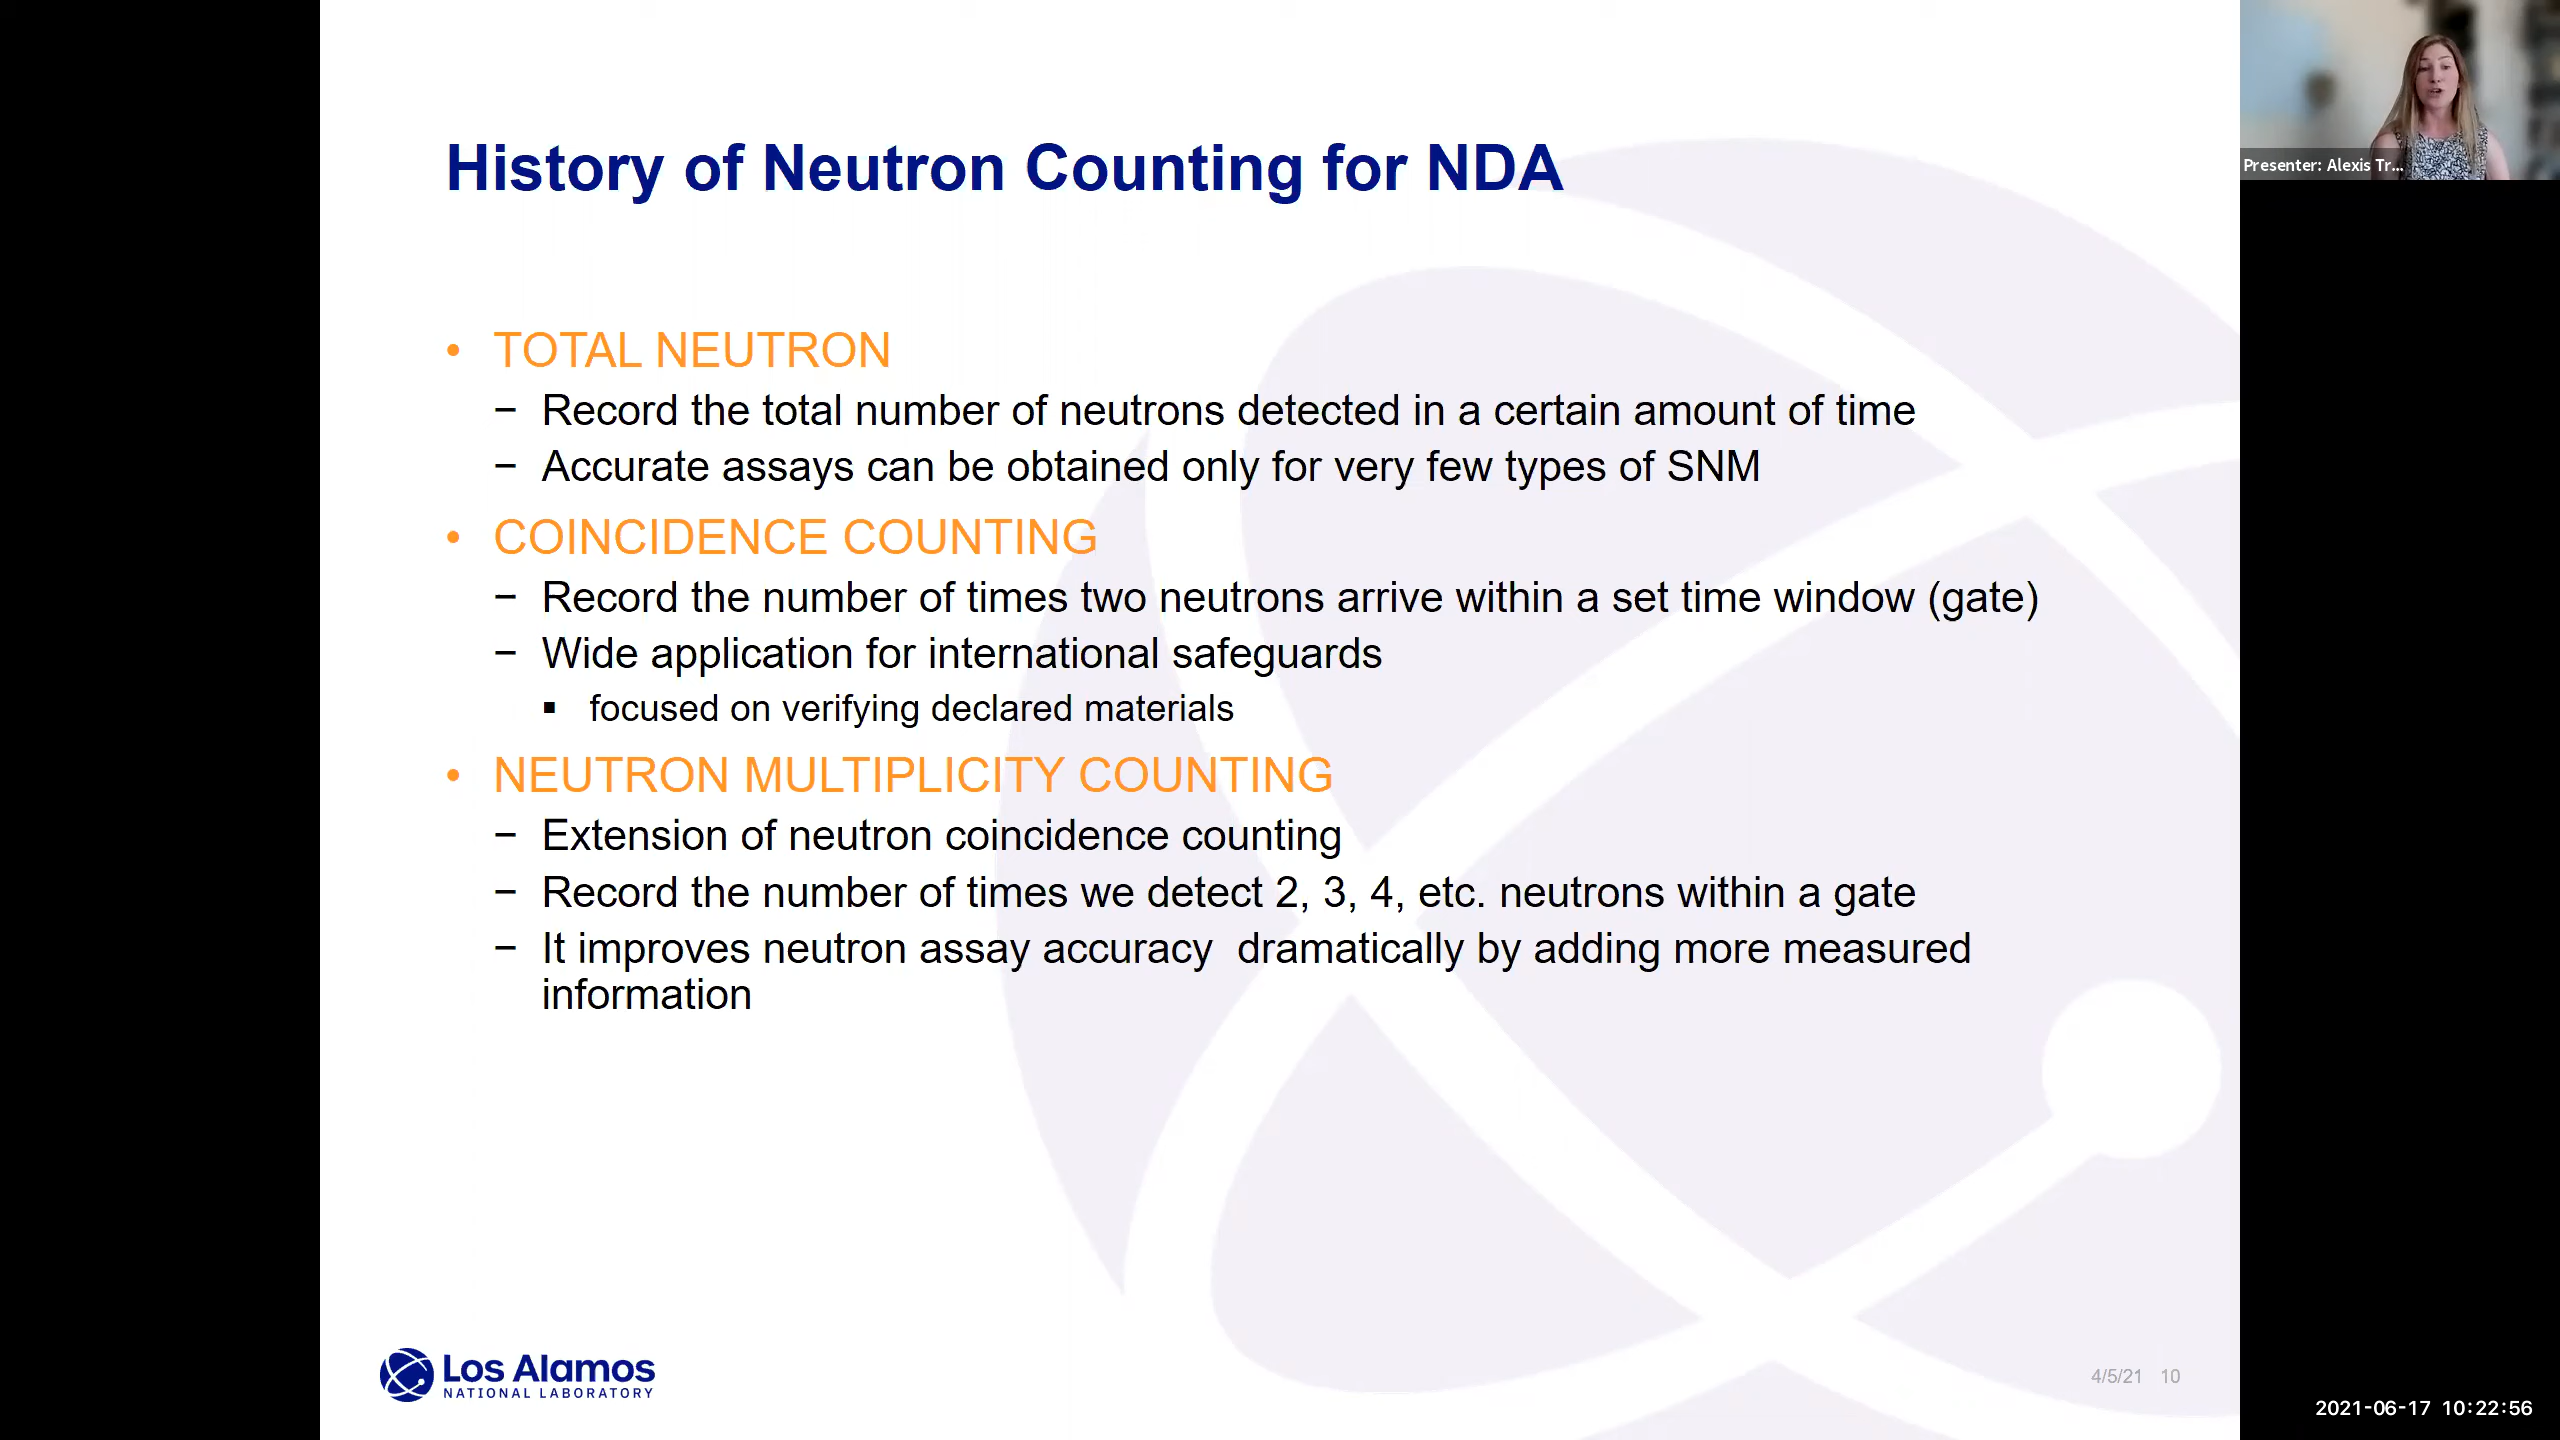 History of Neutron Counting for NDA
• TOTAL NEUTRON
− Record the total number of neutrons detected in a certain amount of time
− Accurate assays can be obtained only for very few types of SNM
• COINCIDENCE COUNTING
− Record the number of times two neutrons arrive within a set time window (gate)
− Wide application for international safeguards
▪ focused on verifying declared materials
• NEUTRON MULTIPLICITY COUNTING
− Extension of neutron coincidence counting
− Record the number of times we detect 2, 3, 4, etc. neutrons within a gate
− It improves neutron assay accuracy  dramatically by adding more measured
information
Los Alamos
NATIONAL LABORATORY
4/5/21 10
Presenter: Alexis Tr...
2021-06-17 10:22:56